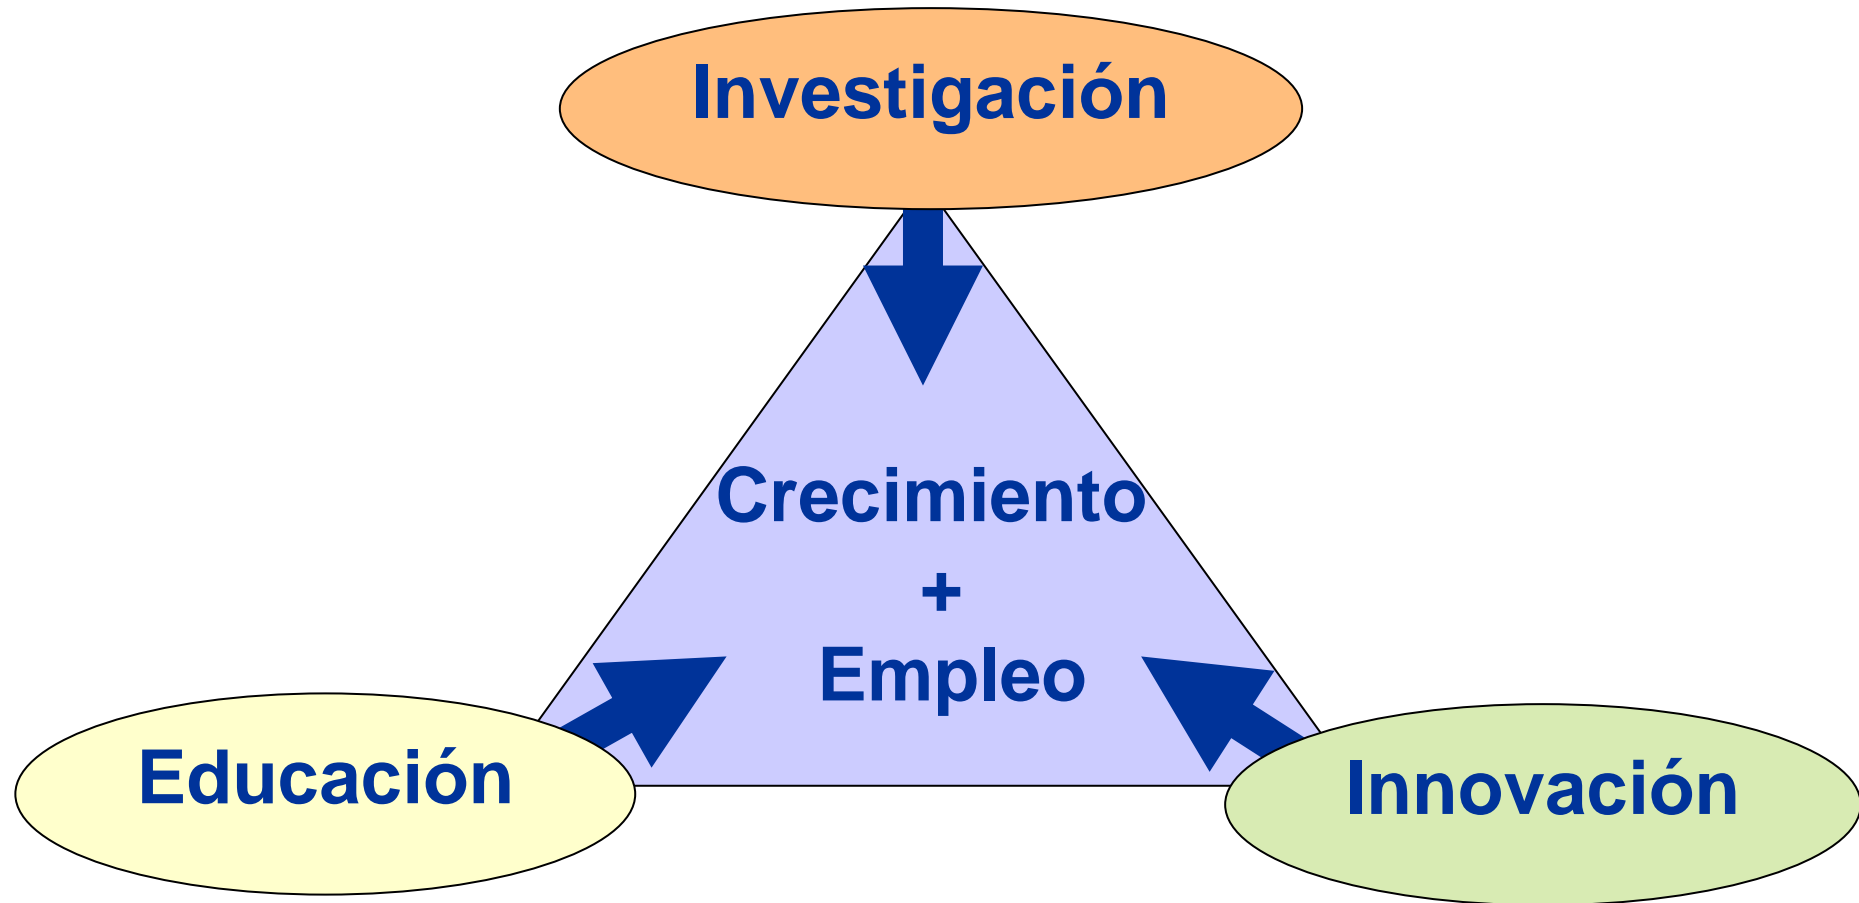 Investigación
Crecimiento
+
Empleo
Educación
Innovación